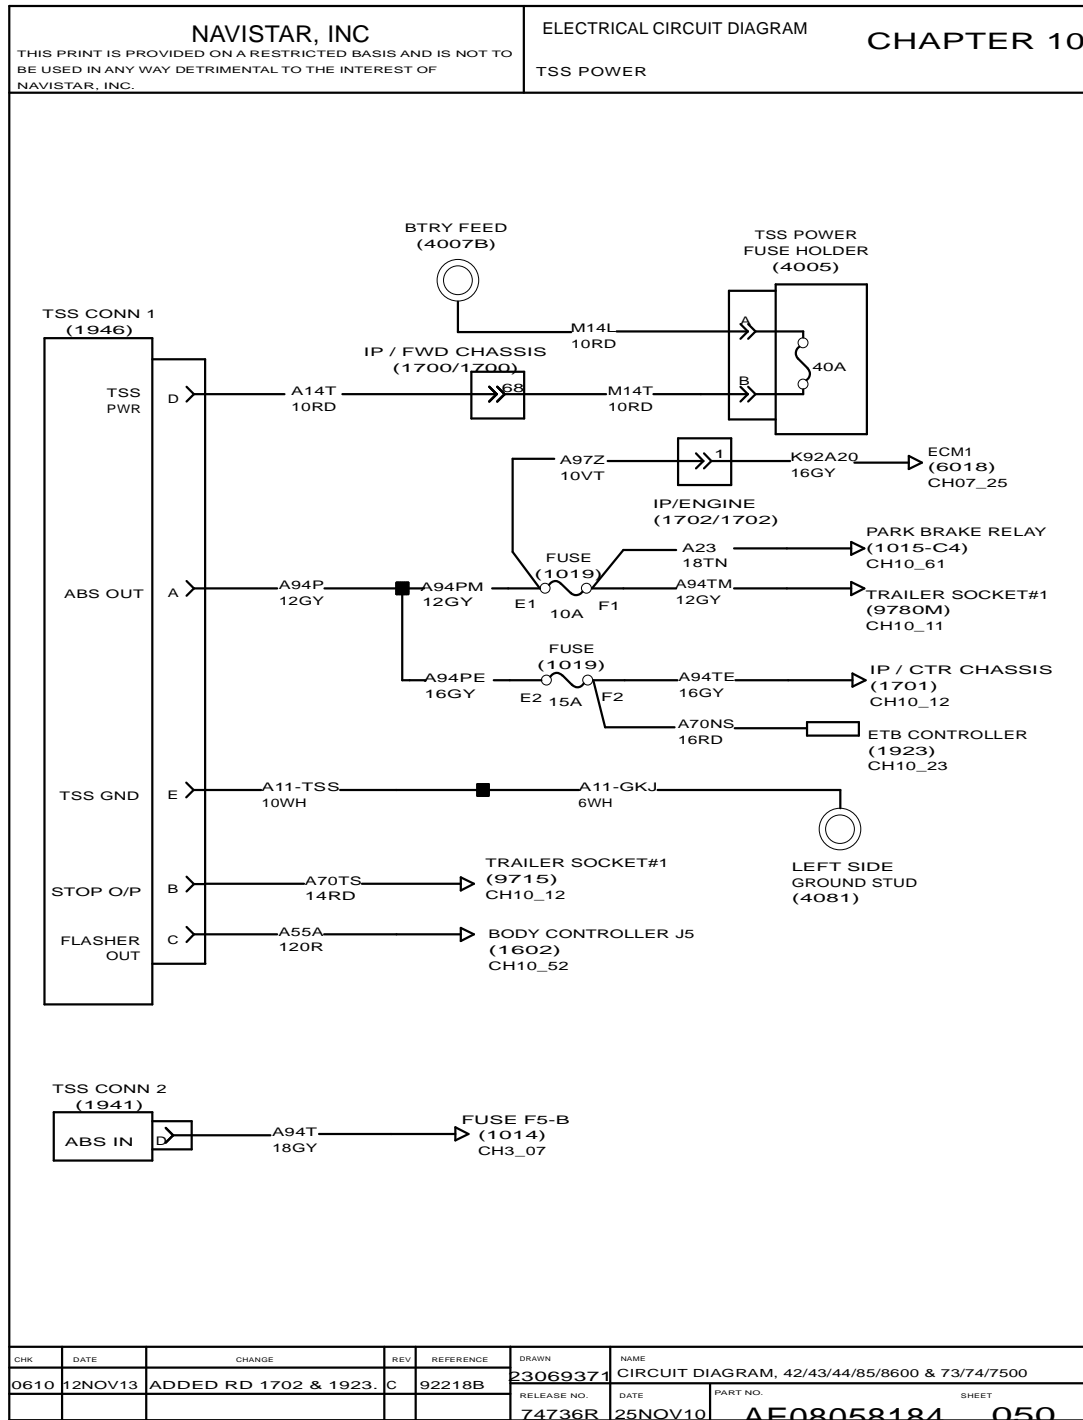 NAVISTAR, INC
THIS PRINT IS PROVIDED ON A RESTRICTED BASIS AND IS NOT TO
BE USED IN ANY WAY DETRIMENTAL TO THE INTEREST OF
NAVISTAR, INC.
ELECTRICAL CIRCUIT DIAGRAM
TSS POWER
CHAPTER 10
BTRY FEED
(4007B)
TSS POWER
FUSE HOLDER
(4005)
A
M14L
10RD
40A
B
M14T
10RD
IP / FWD CHASSIS
(1700/1700)
68
A14T
10RD
TSS CONN 1
(1946)
TSS
PWR
D
A97Z
10VT
1
IP/ENGINE
(1702/1702)
K92A20
16GY
ECM1
(6018)
CH07_25
A23
18TN
PARK BRAKE RELAY
(1015-C4)
CH10_61
ABS OUT
A
A94P
12GY
A94PM
12GY
FUSE
(1019)
E1
10A
F1
A94TM
12GY
TRAILER SOCKET#1
(9780M)
CH10_11
A94PE
16GY
FUSE
(1019)
E2
15A
F2
A94TE
16GY
IP / CTR CHASSIS
(1701)
CH10_12
A70NS
16RD
ETB CONTROLLER
(1923)
CH10_23
TSS GND
E
A11-TSS
10WH
A11-GKJ
6WH
LEFT SIDE
GROUND STUD
(4081)
STOP O/P
B
A70TS
14RD
TRAILER SOCKET#1
(9715)
CH10_12
FLASHER
OUT
C
A55A
120R
BODY CONTROLLER J5
(1602)
CH10_52
TSS CONN 2
(1941)
ABS IN
D
A94T
18GY
FUSE F5-B
(1014)
CH3_07
CHK DATE CHANGE REV REFERENCE
0610 12NOV13 ADDED RD 1702 & 1923. C 92218B
DRAWN
23069371
NAME
CIRCUIT DIAGRAM, 42/43/44/85/8600 & 73/74/7500
RELEASE NO.
74736R
DATE
25NOV10
PART NO.
AE08058184
SHEET
050